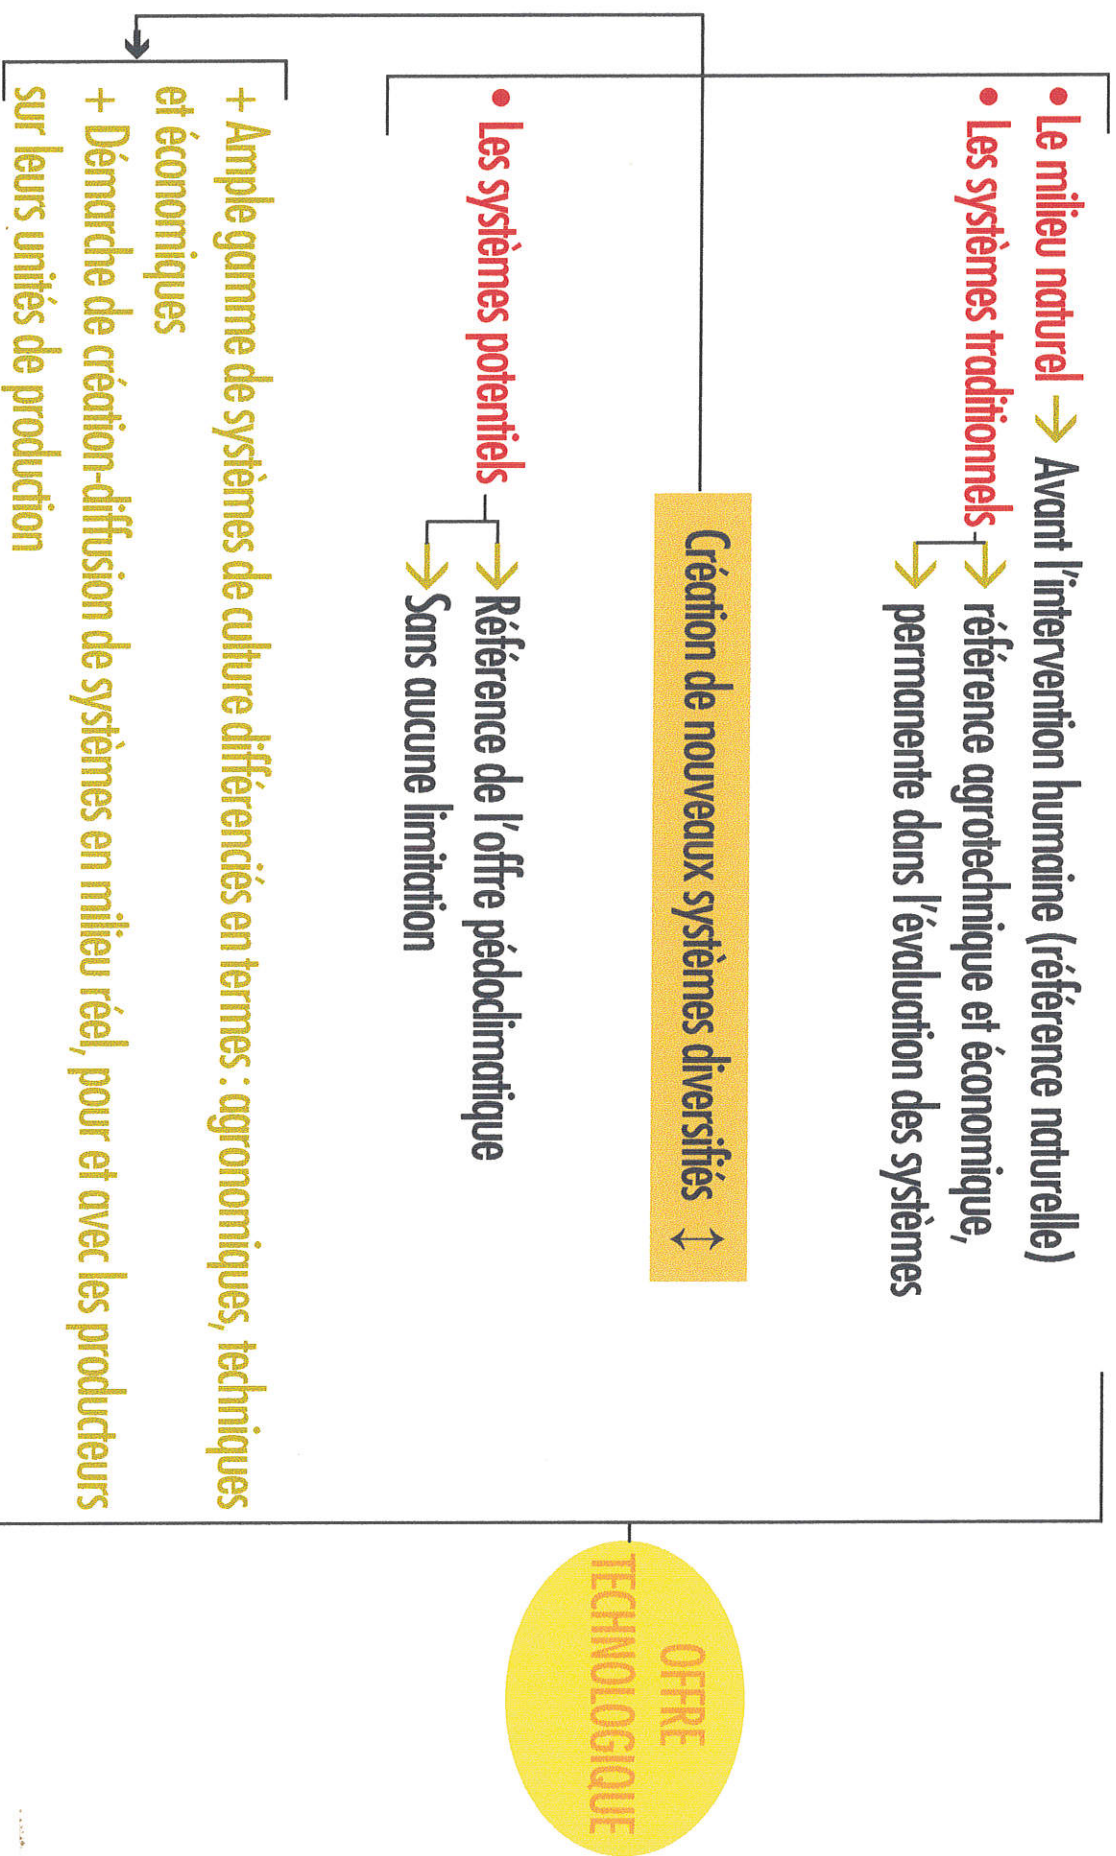 • Le milieu naturel → Avant l'intervention humaine (référence naturelle)
• Les systèmes traditionnels → référence agrotechnique et économique,
→ permanente dans l'évaluation des systèmes
Création de nouveaux systèmes diversifiés ↔
• Les systèmes potentiels → Référence de l'offre pédoclimatique
→ Sans aucune limitation
+ Ample gamme de systèmes de culture différenciés en termes : agronomiques, techniques
et économiques
+ Démarche de création-diffusion de systèmes en milieu réel, pour et avec les producteurs
sur leurs unités de production
OFFRE
TECHNOLOGIQUE